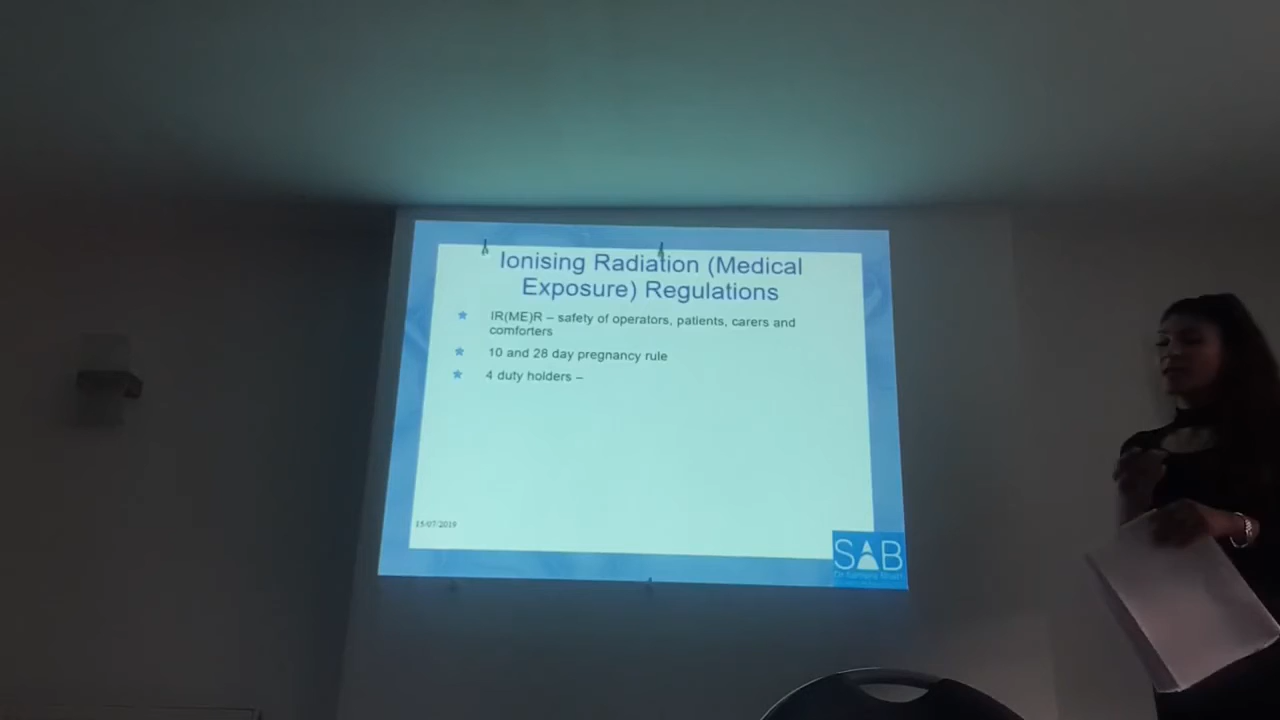 Ionising Radiation (Medical
Exposure) Regulations
IR(ME)R – safety of operators, patients, carers and
comforters
10 and 28 day pregnancy rule
4 duty holders –
15/07/2019
SAB